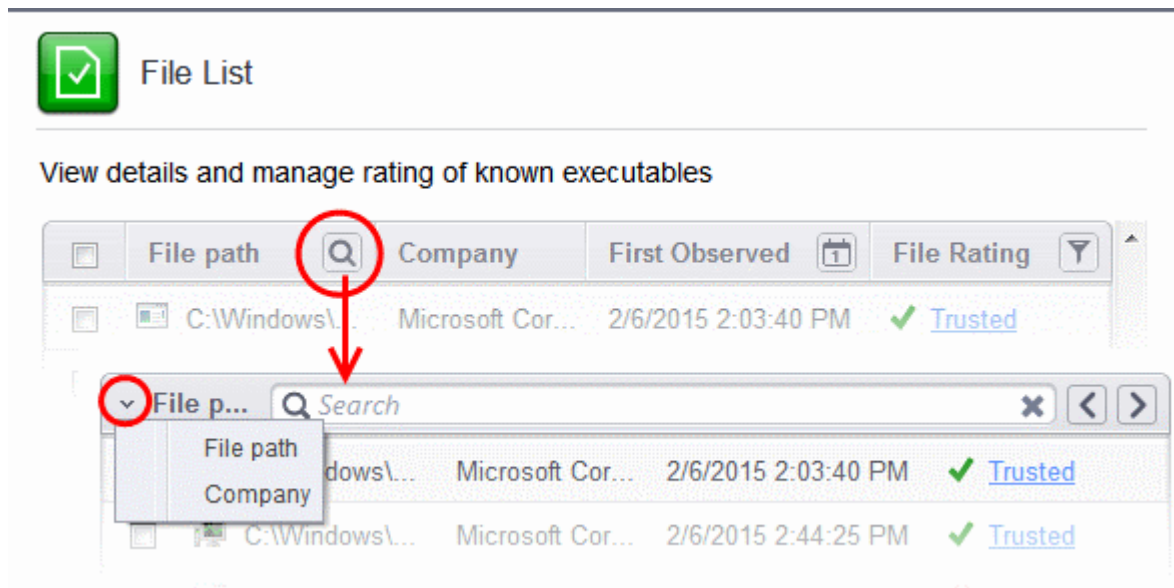 File List
View details and manage rating of known executables
File path Company First Observed 1 File Rating
C:\Windows\... Microsoft Cor... 2/6/2015 2:03:40 PM Trusted
File p... Search
File path
Company
dows\... Microsoft Cor... 2/6/2015 2:03:40 PM Trusted
C:\Windows\... Microsoft Cor... 2/6/2015 2:44:25 PM Trusted